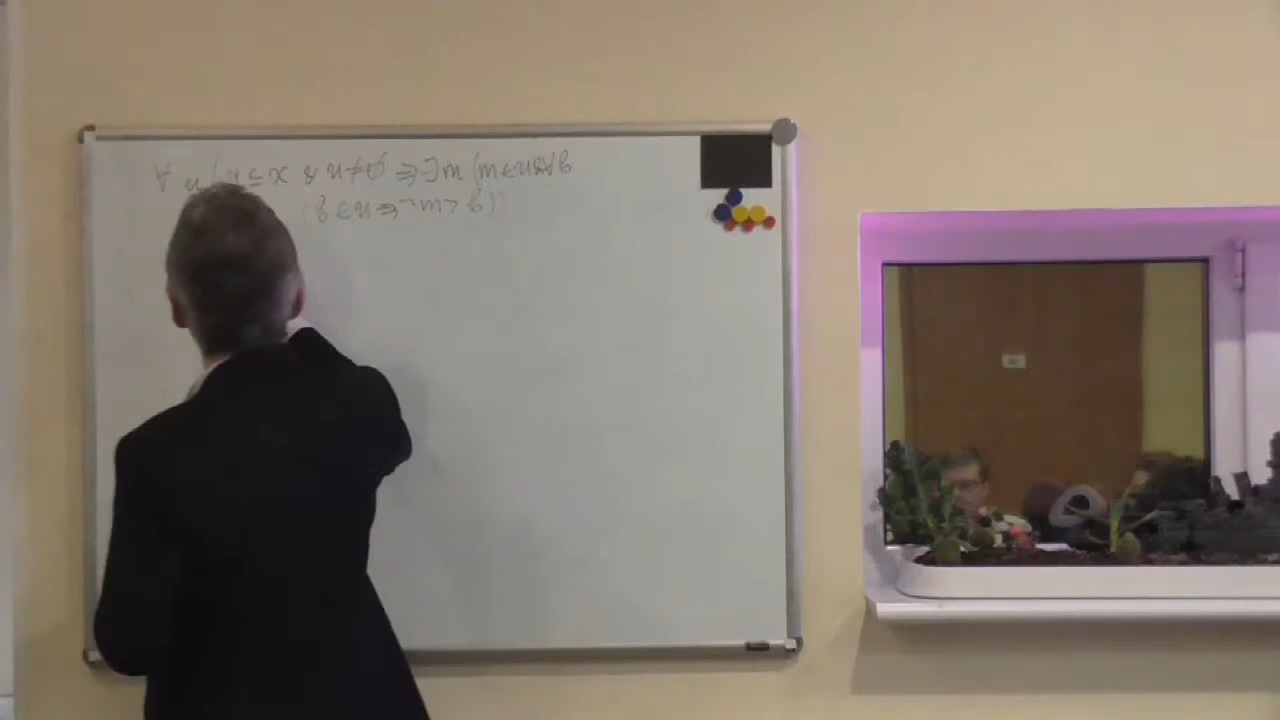 ∀ u (u ⊆ x & u ≠ ∅ ⇒ ∃ m (m ∈ u & ∀ b
(b ∈ u ⇒ ¬ m > b))